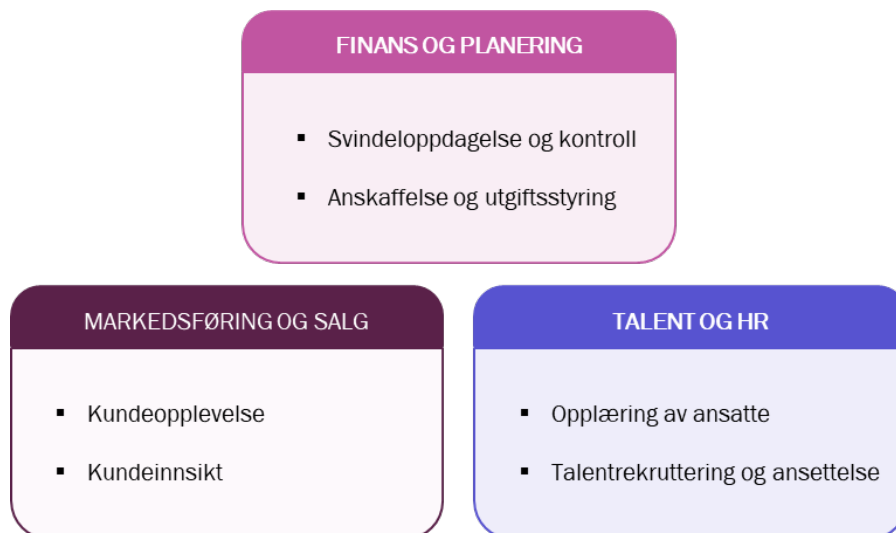 FINANS OG PLANERING
▪ Svindeloppdagelse og kontroll
▪ Anskaffelse og utgiftsstyring
MARKEDSFØRING OG SALG
▪ Kundeopplevelse
▪ Kundeinnsikt
TALENT OG HR
▪ Opplæring av ansatte
▪ Talentrekruttering og ansettelse